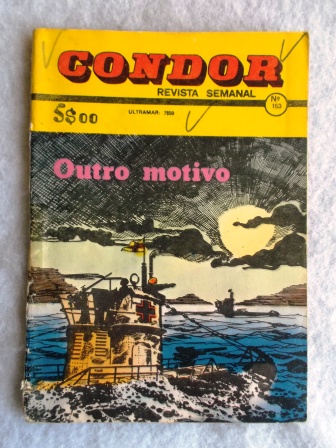 CONDOR
REVISTA SEMANAL
Nº
153
5$00
ULTRAMAR: 7$50
Outro motivo